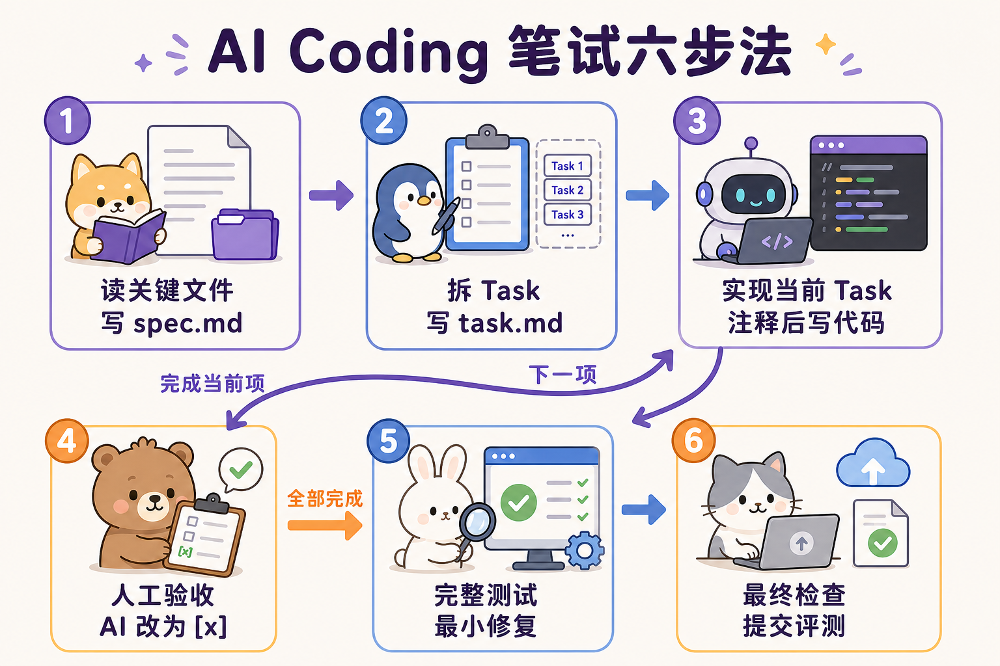 AI Coding 笔试六步法
1
读关键文件
写 spec.md
2
Task 1
Task 2
Task 3
...
拆 Task
写 task.md
3
//
</>
实现当前 Task
注释后写代码
完成当前项
下一项
4
[x]
人工验收
AI 改为 [x]
全部完成
5
完整测试
最小修复
6
最终检查
提交评测